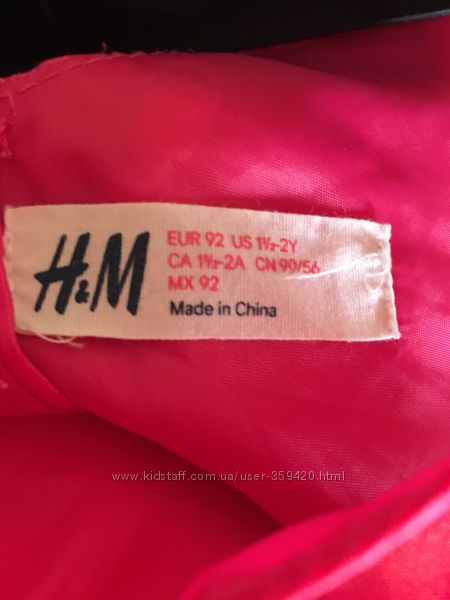 H&M
EUR 92 US 1½-2Y
CA 1½-2A CN 90/56
MX 92
Made in China
www.kidstaff.com.ua/user-359420.html